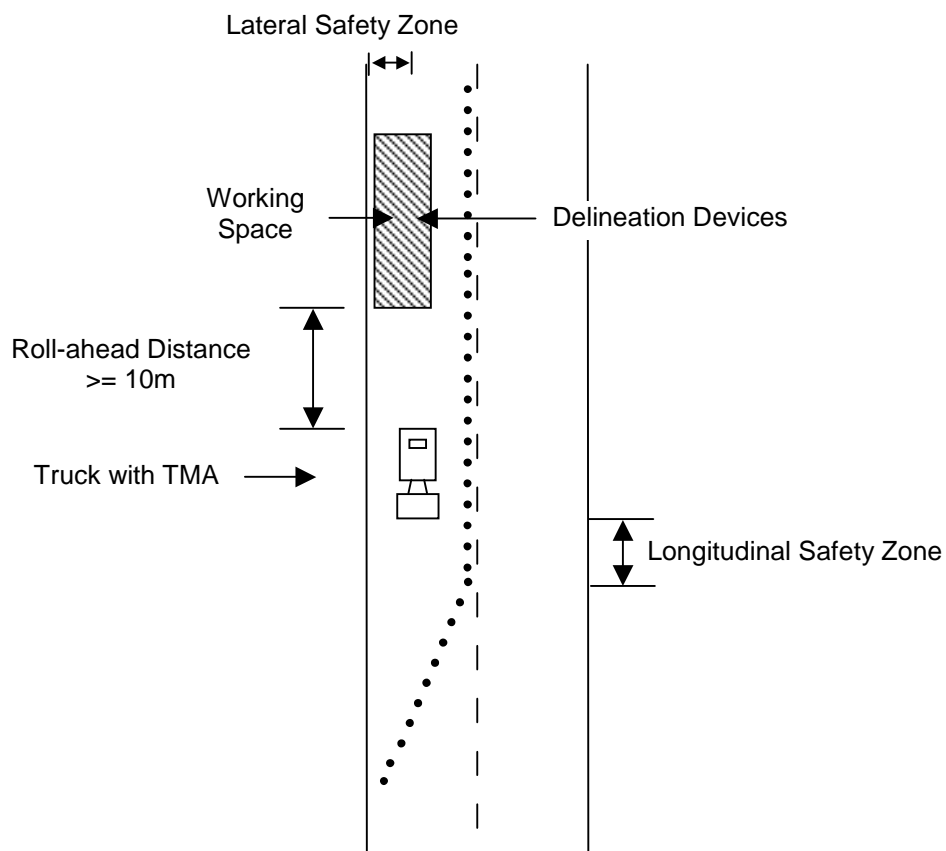 Lateral Safety Zone
Working
Space
Delineation Devices
Roll-ahead Distance
>= 10m
Truck with TMA
Longitudinal Safety Zone